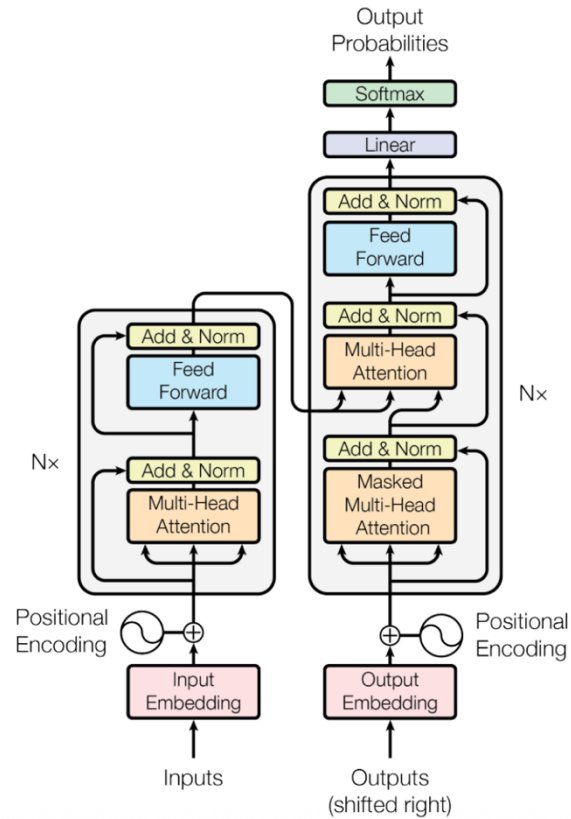 Output
Probabilities
Softmax
Linear
Add & Norm
Feed
Forward
Add & Norm
Multi-Head
Attention
Add & Norm
Masked
Multi-Head
Attention
N×
Add & Norm
Feed
Forward
Add & Norm
Multi-Head
Attention
N×
Positional
Encoding
Positional
Encoding
Input
Embedding
Output
Embedding
Inputs
Outputs
(shifted right)